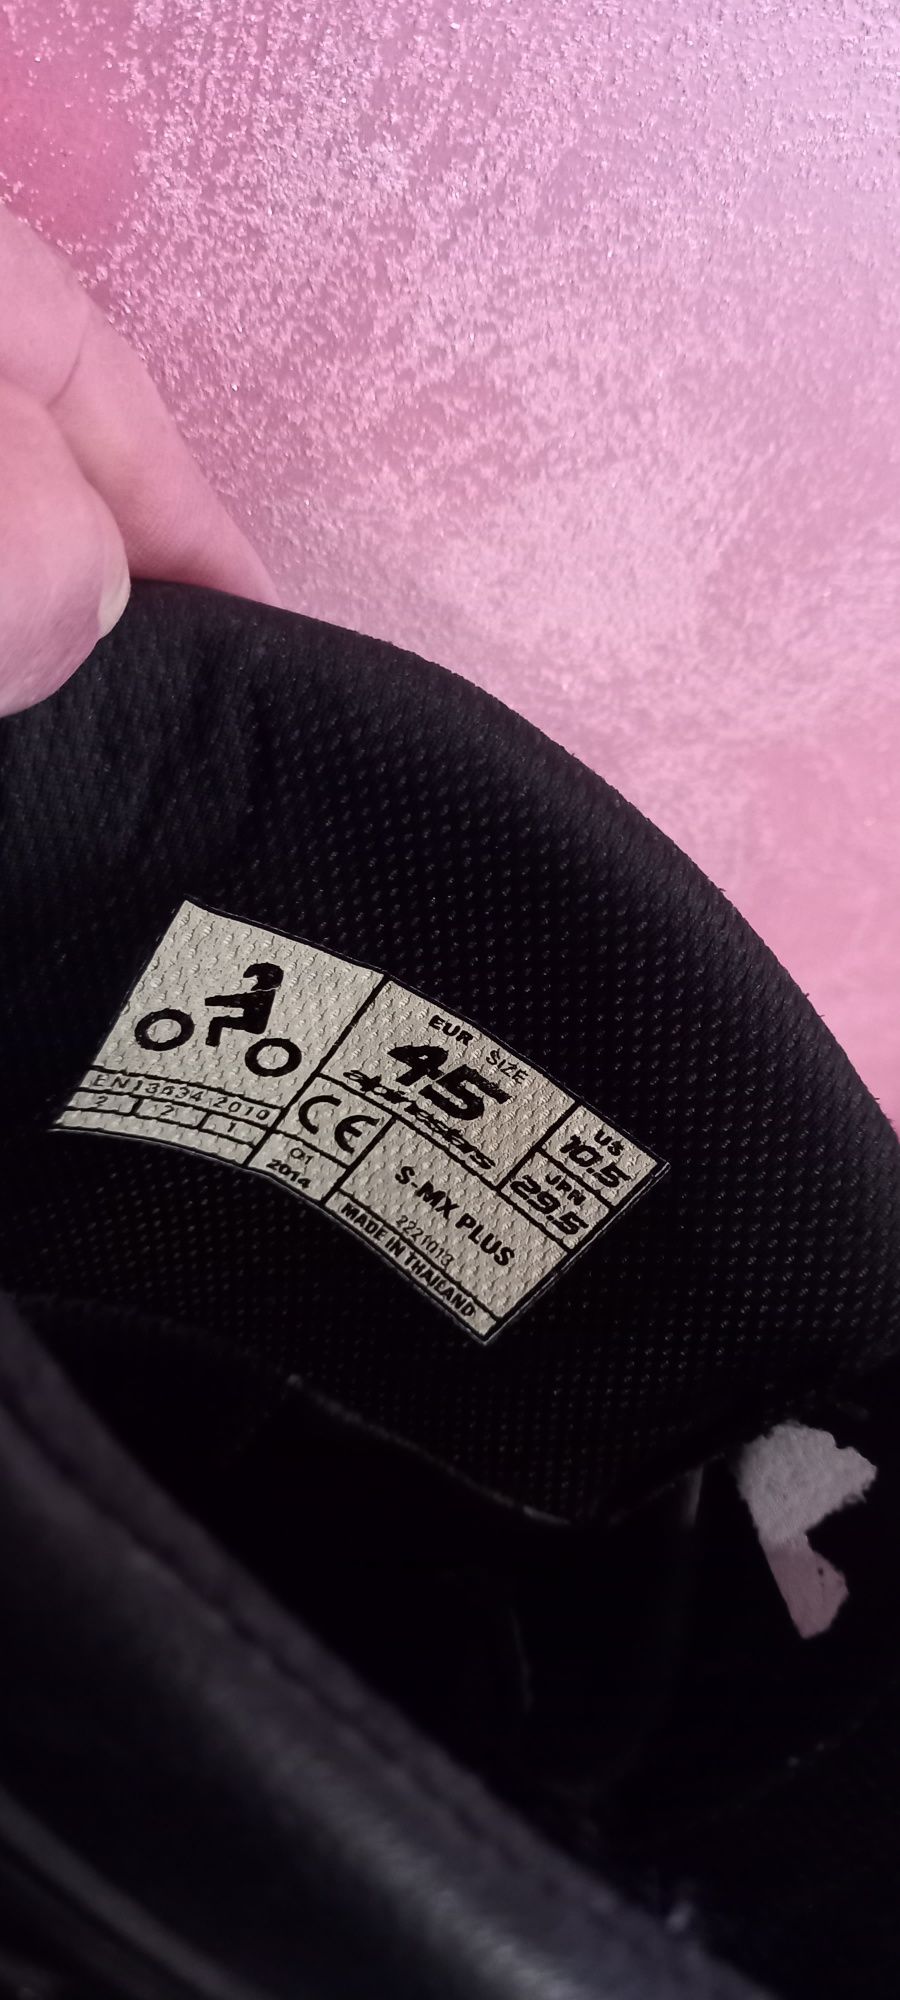 EUR SIZE
45
US
10.5
JPN
29.5
alpinestars
EN13634 2010
2 2 1
CE
01
2014
S-MX PLUS
2221013
MADE IN THAILAND